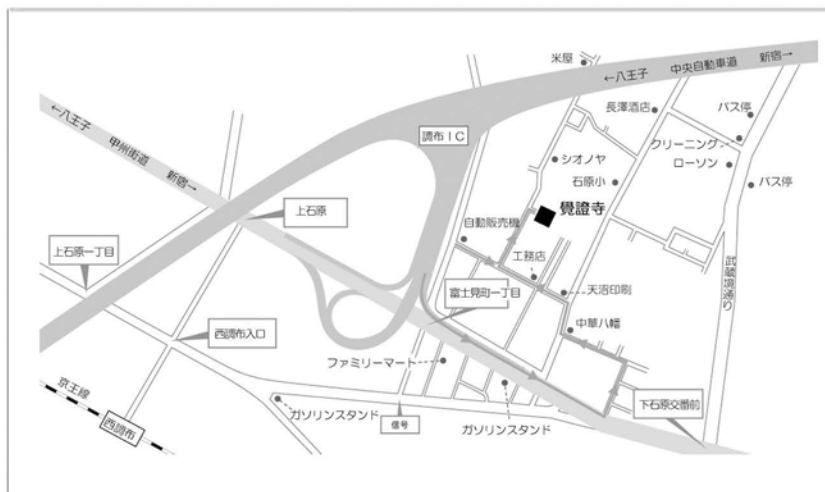 米屋
←八王子 中央自動車道 新宿→
←八王子 甲州街道 新宿→
長澤酒店
バス停
調布IC
クリーニング
シオノヤ
ローソン
石原小
バス停
上石原
覺證寺
自動販売機
上石原一丁目
工務店
武蔵境通り
富士見町一丁目
天沼印刷
西調布入口
中華八幡
ファミリーマート
京王線
下石原交番前
西調布
ガソリンスタンド
信号
ガソリンスタンド